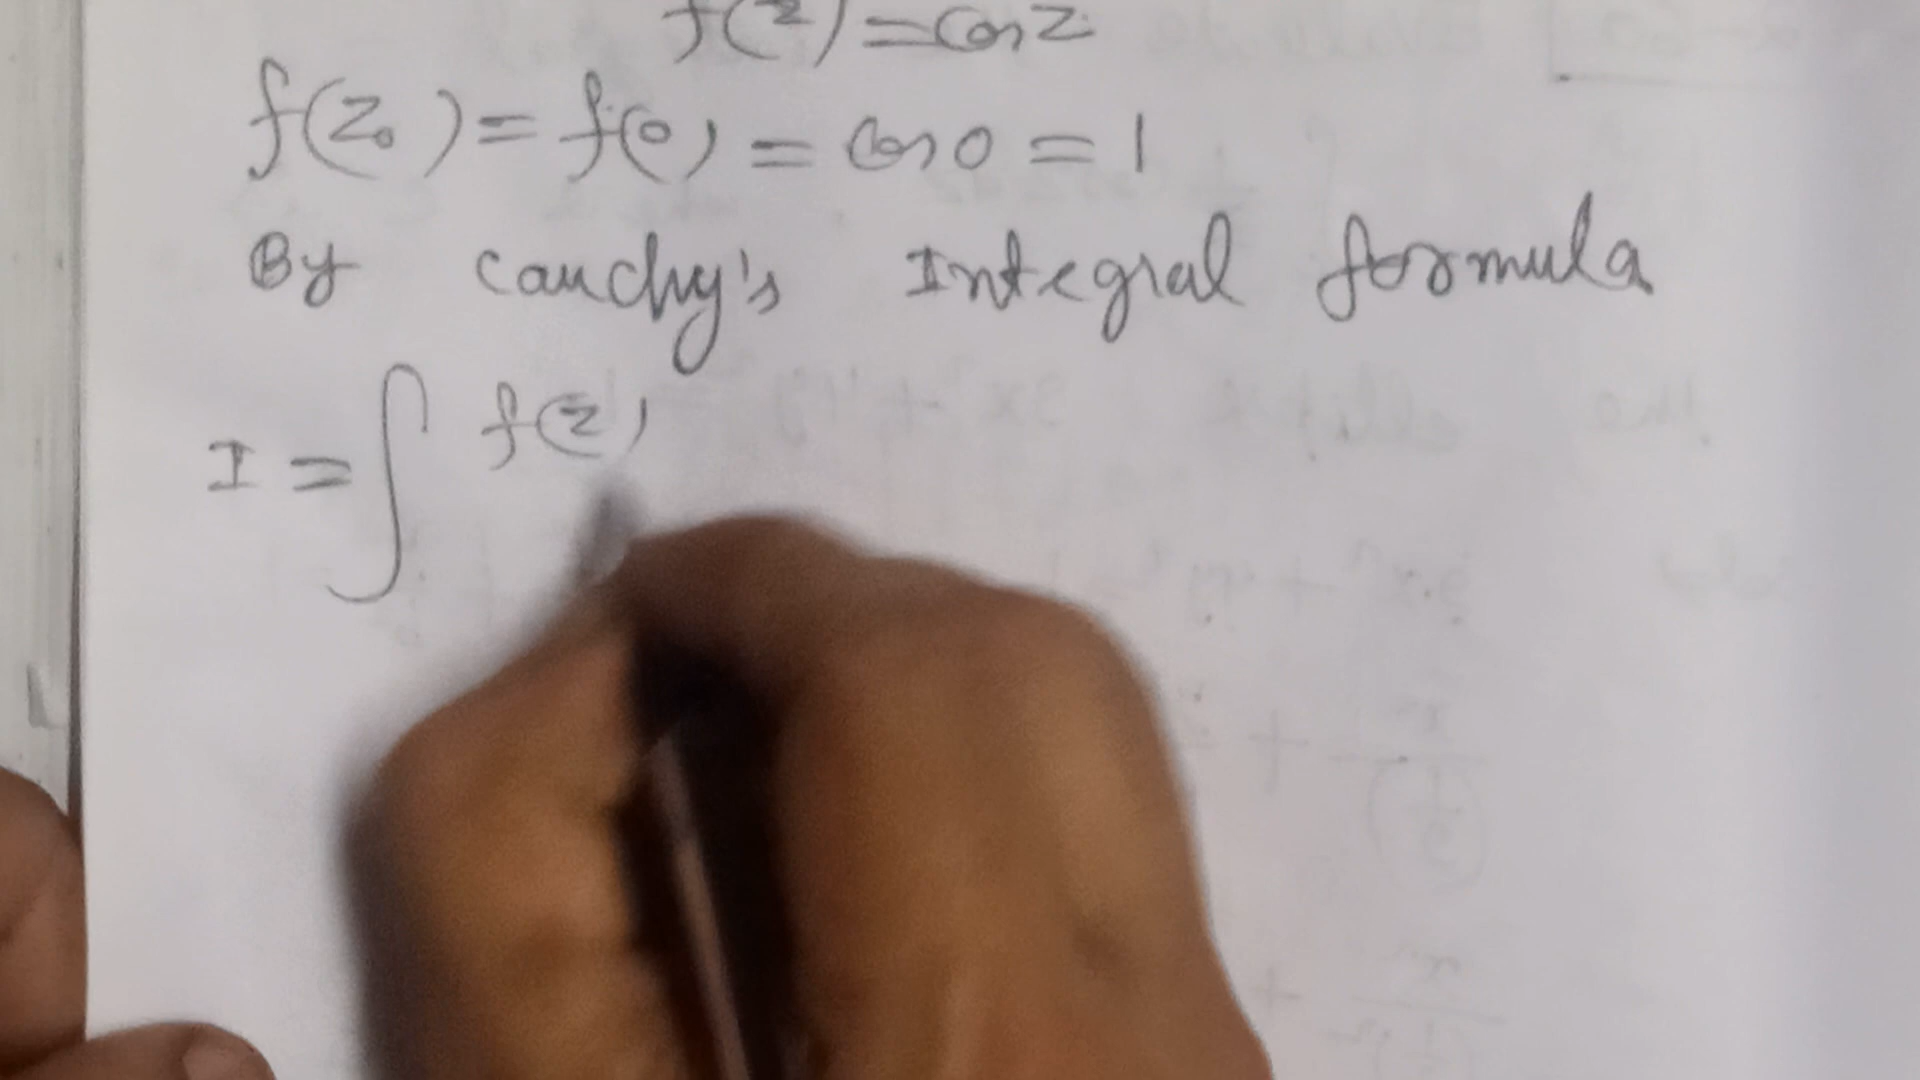 f(z) = cos z
f(z₀) = f(0) = cos 0 = 1
By Cauchy's Integral formula
I = ∫ f(z)